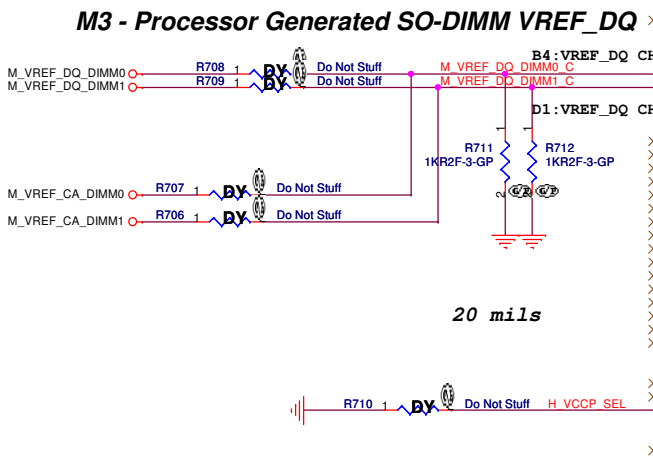 M3 - Processor Generated SO-DIMM VREF_DQ
B4:VREF_DQ CH
M_VREF_DQ_DIMM0 R708 1 DY Do Not Stuff M_VREF_DQ_DIMM0_C
M_VREF_DQ_DIMM1 R709 1 DY Do Not Stuff M_VREF_DQ_DIMM1_C
D1:VREF_DQ CH
1 1
R711 R712
1KR2F-3-GP 1KR2F-3-GP
2
M_VREF_CA_DIMM0 R707 1 DY Do Not Stuff
M_VREF_CA_DIMM1 R706 1 DY Do Not Stuff
20 mils
R710 1 DY Do Not Stuff H_VCCP_SEL